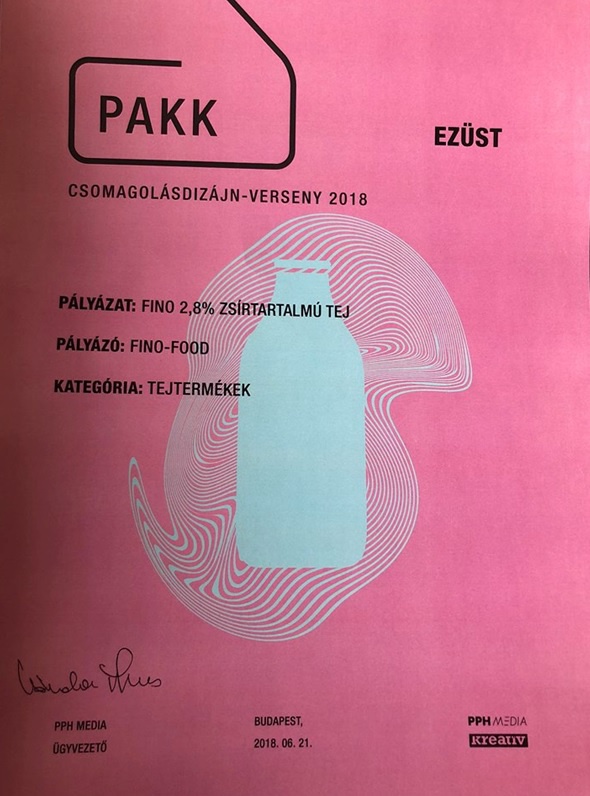 PAKK
EZÜST
CSOMAGOLÁSDIZÁJN-VERSENY 2018
PÁLYÁZAT: FINO 2,8% ZSÍRTARTALMÚ TEJ
PÁLYÁZÓ: FINO-FOOD
KATEGÓRIA: TEJTERMÉKEK
PPH MEDIA
ÜGYVEZETŐ
BUDAPEST,
2018. 06. 21.
PPH MEDIA
Kreatív